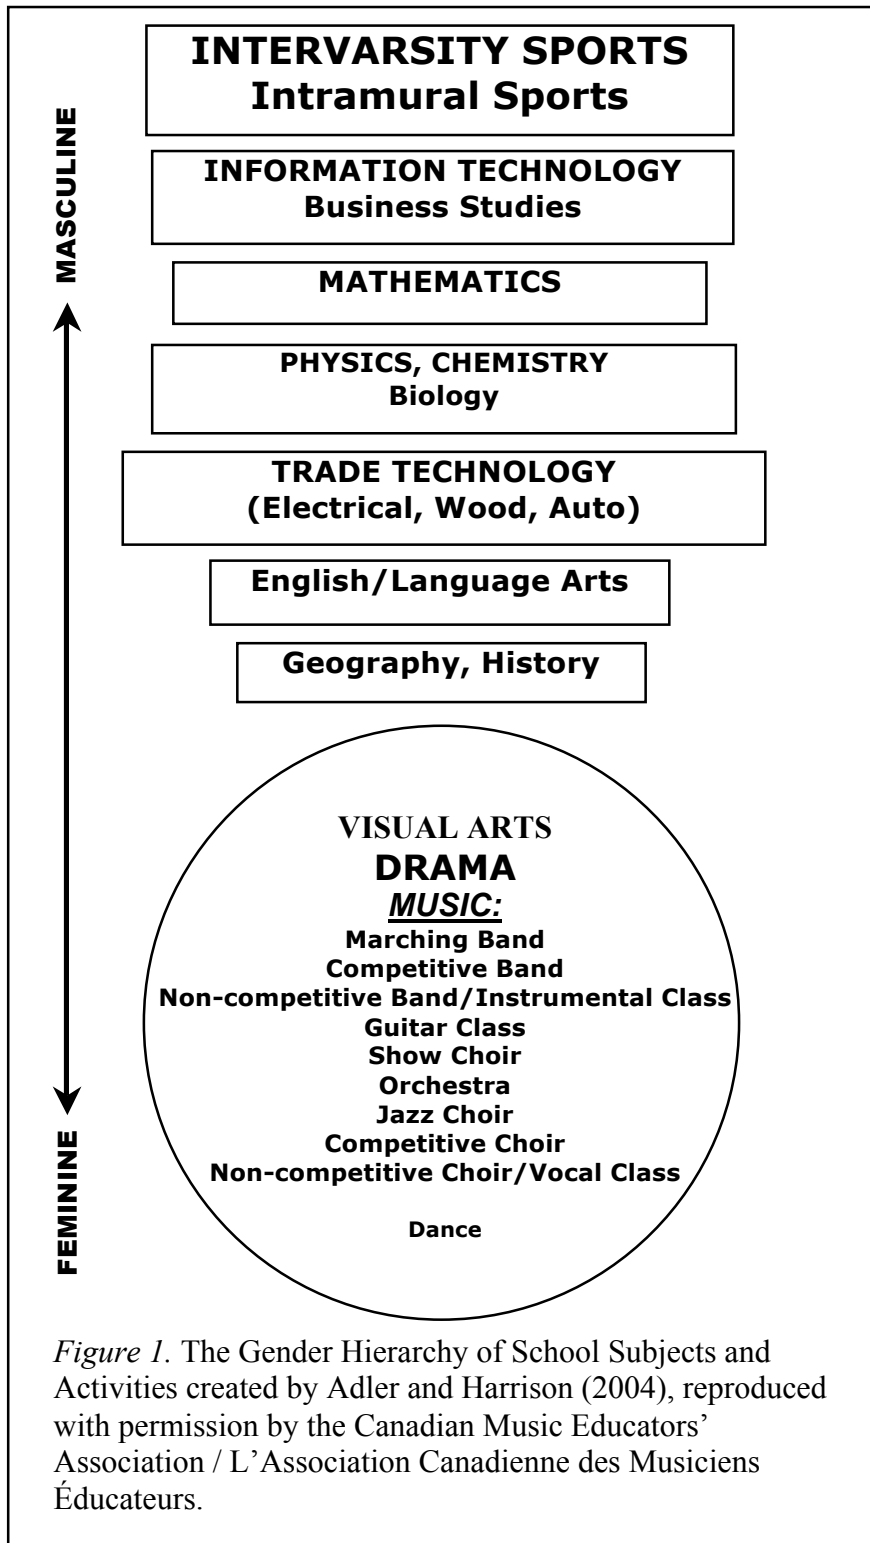 INTERVARSITY SPORTS
Intramural Sports
MASCULINE
INFORMATION TECHNOLOGY
Business Studies
MATHEMATICS
PHYSICS, CHEMISTRY
Biology
TRADE TECHNOLOGY
(Electrical, Wood, Auto)
English/Language Arts
Geography, History
VISUAL ARTS
DRAMA
MUSIC:
Marching Band
Competitive Band
Non-competitive Band/Instrumental Class
Guitar Class
Show Choir
Orchestra
Jazz Choir
Competitive Choir
Non-competitive Choir/Vocal Class
Dance
FEMININE
Figure 1. The Gender Hierarchy of School Subjects and
Activities created by Adler and Harrison (2004), reproduced
with permission by the Canadian Music Educators’
Association / L’Association Canadienne des Musiciens
Éducateurs.